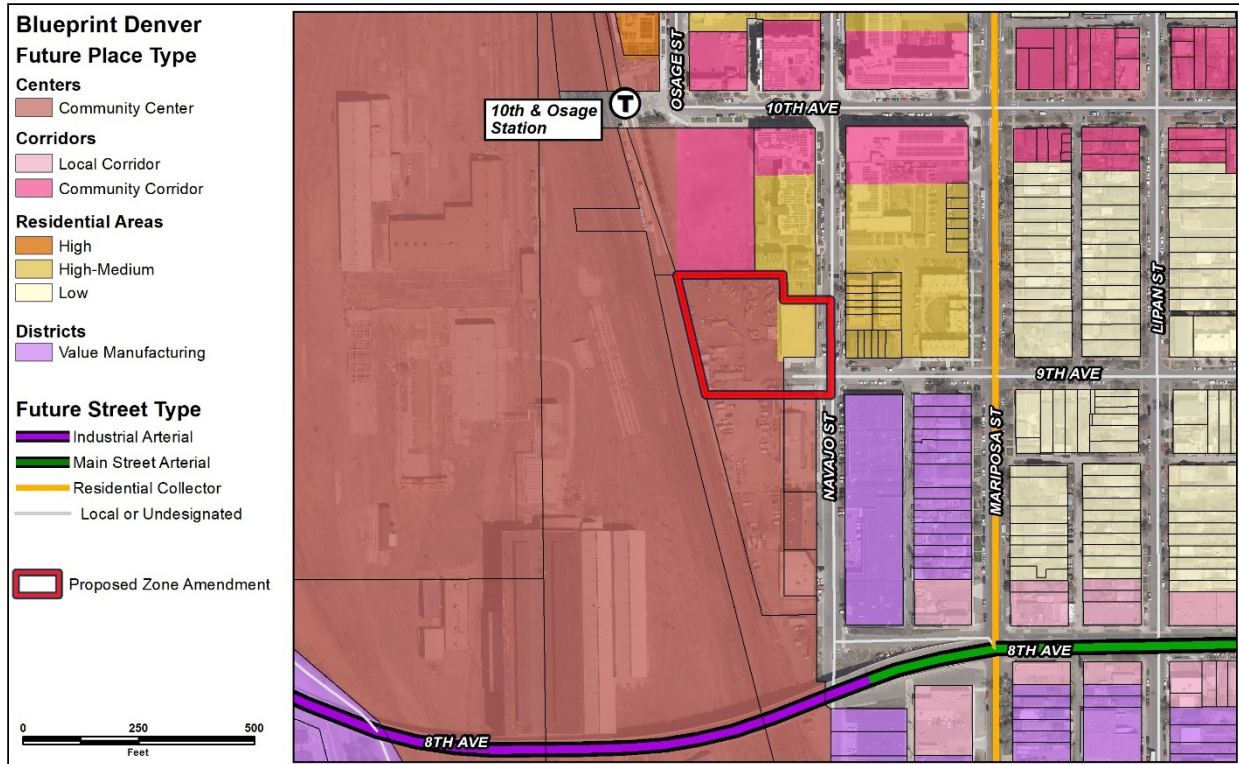 Blueprint Denver
Future Place Type
Centers
Community Center
Corridors
Local Corridor
Community Corridor
Residential Areas
High
High-Medium
Low
Districts
Value Manufacturing
Future Street Type
Industrial Arterial
Main Street Arterial
Residential Collector
Local or Undesignated
Proposed Zone Amendment
0 250 500
Feet
OSAGE ST
10TH AVE
10th & Osage
Station
T
LIPAN ST
9TH AVE
NAVAJO ST
MARIPOSA ST
8TH AVE
8TH AVE